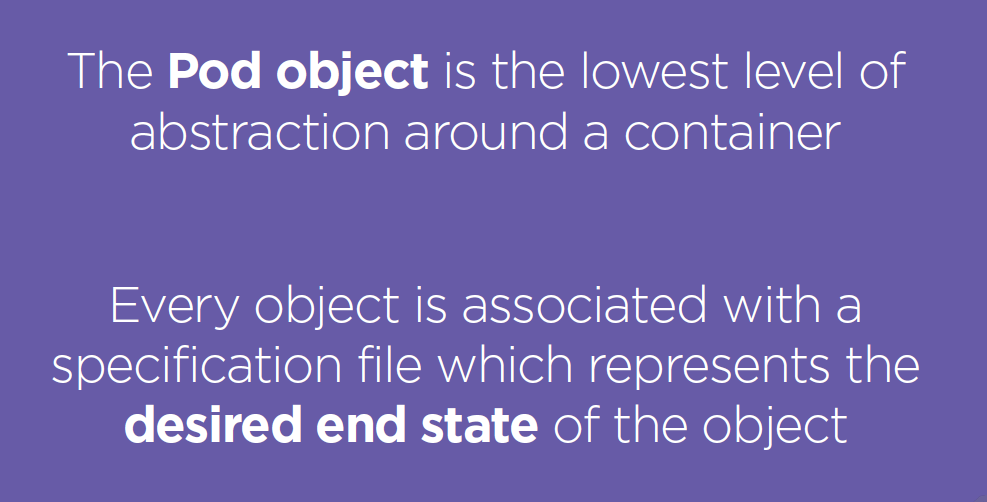 The Pod object is the lowest level of
abstraction around a container
Every object is associated with a
specification file which represents the
desired end state of the object